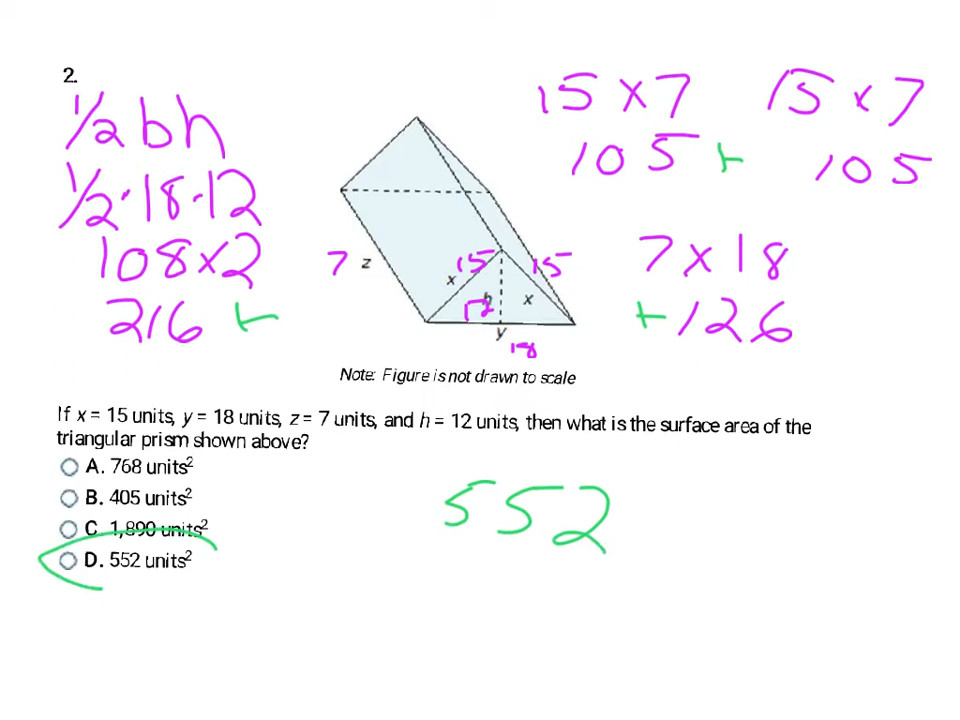 2.
1/2 bh
1/2·18·12
108x2
216 +
15 x 7
105 +
15 x 7
105
7 x 18
+126
7 z
x 15
15 x
h 12
y 18
Note: Figure is not drawn to scale
If x = 15 units, y = 18 units, z = 7 units, and h = 12 units, then what is the surface area of the
triangular prism shown above?
A. 768 units²
B. 405 units²
C. 1,890 units²
D. 552 units²
552